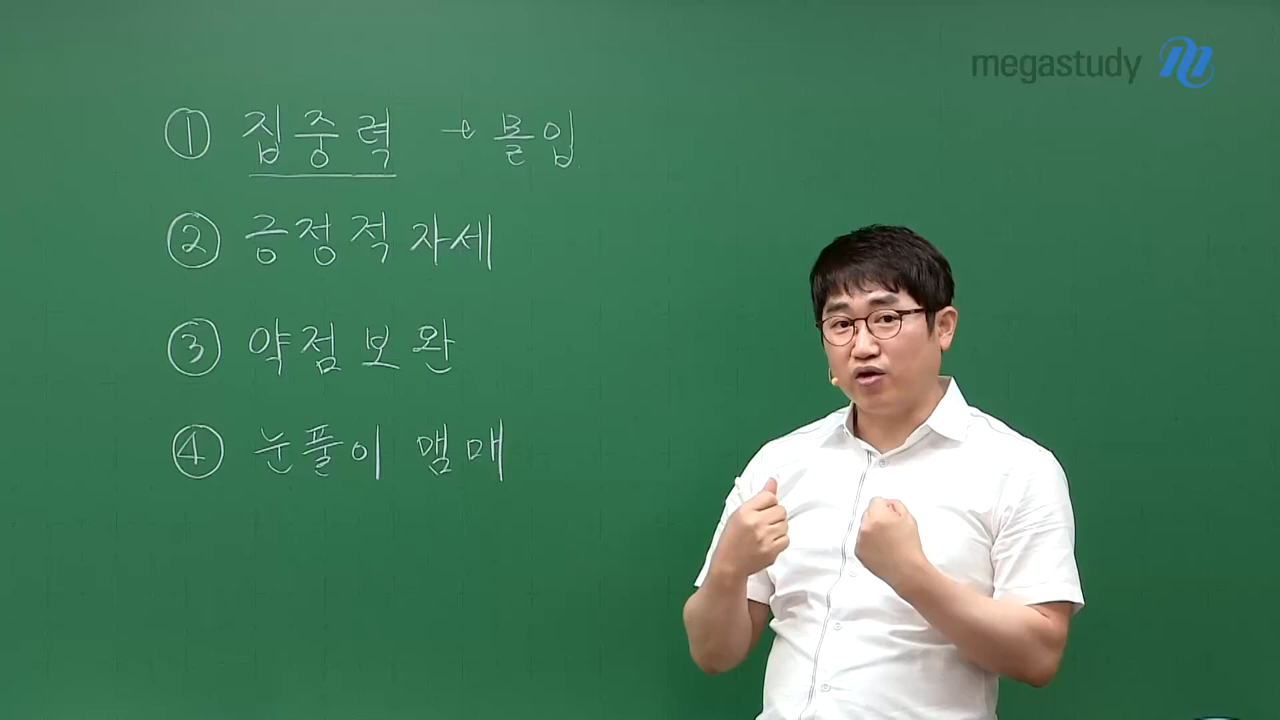 megastudy
① 집중력 → 몰입
② 긍정적 자세
③ 약점 보완
④ 눈풀이 맴매